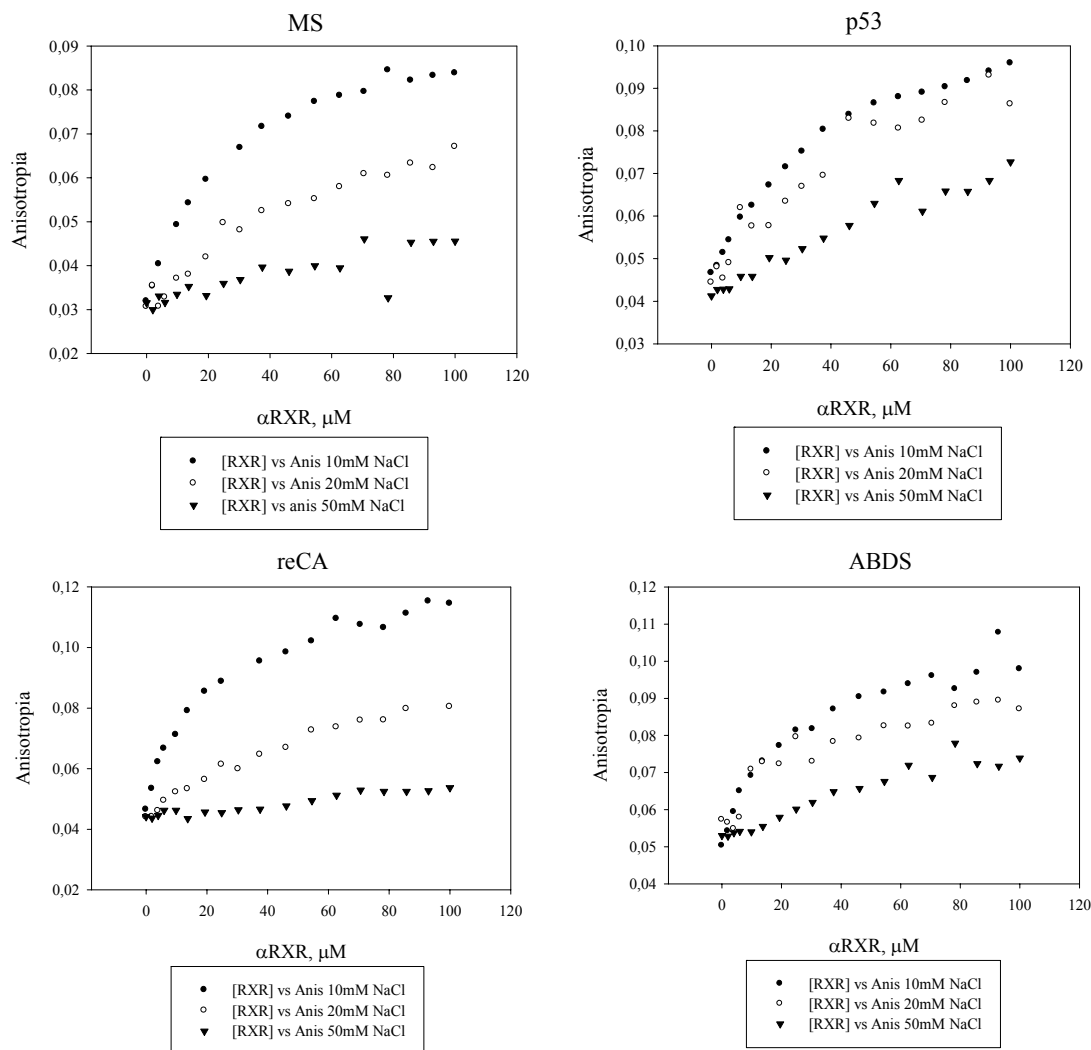 MS
0,09
0,08
0,07
0,06
0,05
0,04
0,03
0,02
Anisotropia
0 20 40 60 80 100 120
αRXR, μM
[RXR] vs Anis 10mM NaCl
[RXR] vs Anis 20mM NaCl
[RXR] vs anis 50mM NaCl
p53
0,10
0,09
0,08
0,07
0,06
0,05
0,04
0,03
Anisotropia
0 20 40 60 80 100 120
αRXR, μM
[RXR] vs Anis 10mM NaCl
[RXR] vs Anis 20mM NaCl
[RXR] vs Anis 50mM NaCl
reCA
0,12
0,10
0,08
0,06
0,04
0,02
Anisotropia
0 20 40 60 80 100 120
αRXR, μM
[RXR] vs Anis 10mM NaCl
[RXR] vs Anis 20mM NaCl
[RXR] vs Anis 50mM NaCl
ABDS
0,12
0,11
0,10
0,09
0,08
0,07
0,06
0,05
0,04
Anisotropia
0 20 40 60 80 100 120
αRXR, μM
[RXR] vs Anis 10mM NaCl
[RXR] vs Anis 20mM NaCl
[RXR] vs Anis 50mM NaCl